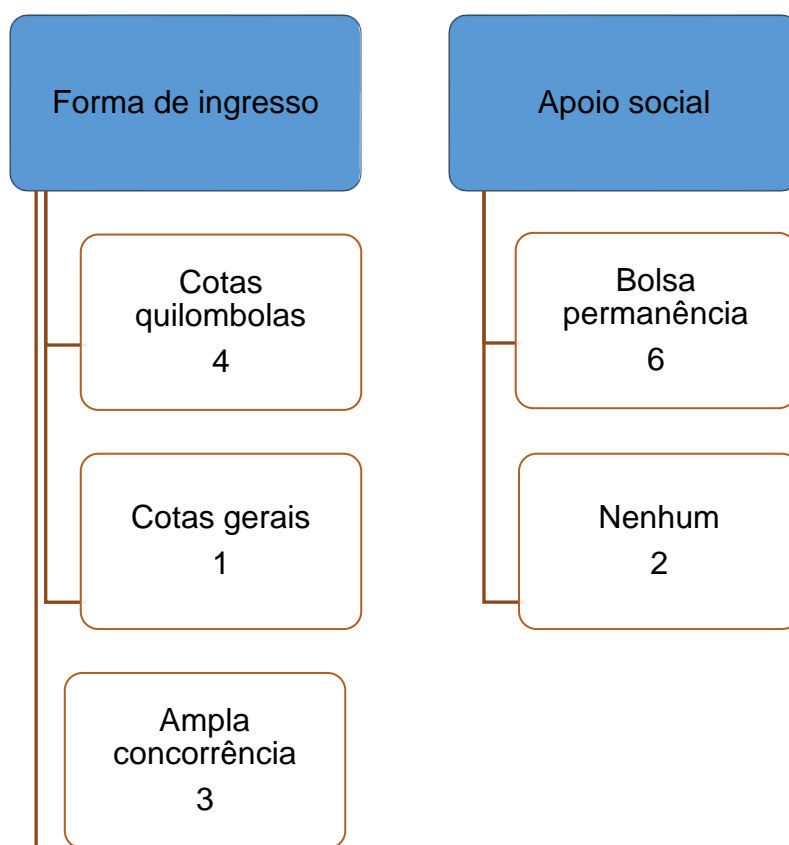 Forma de ingresso
Cotas
quilombolas
4
Cotas gerais
1
Ampla
concorrência
3
Apoio social
Bolsa
permanência
6
Nenhum
2